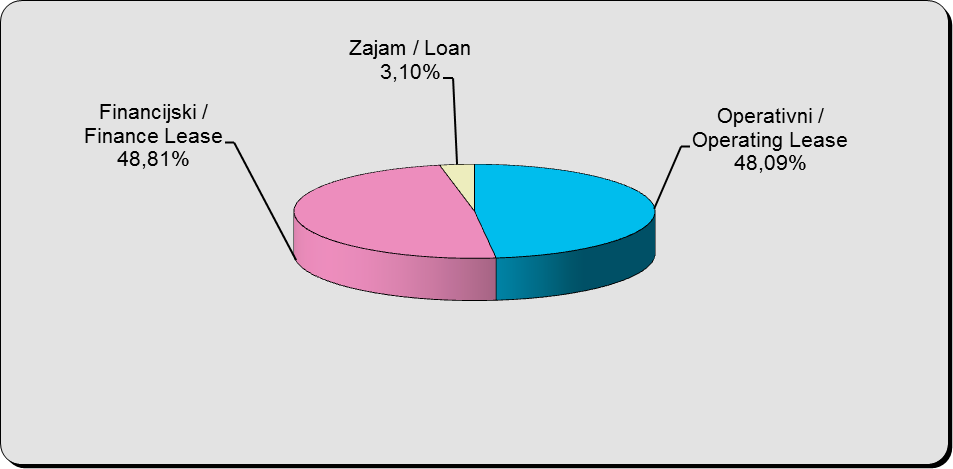 Zajam / Loan
3,10%
Financijski /
Finance Lease
48,81%
Operativni /
Operating Lease
48,09%